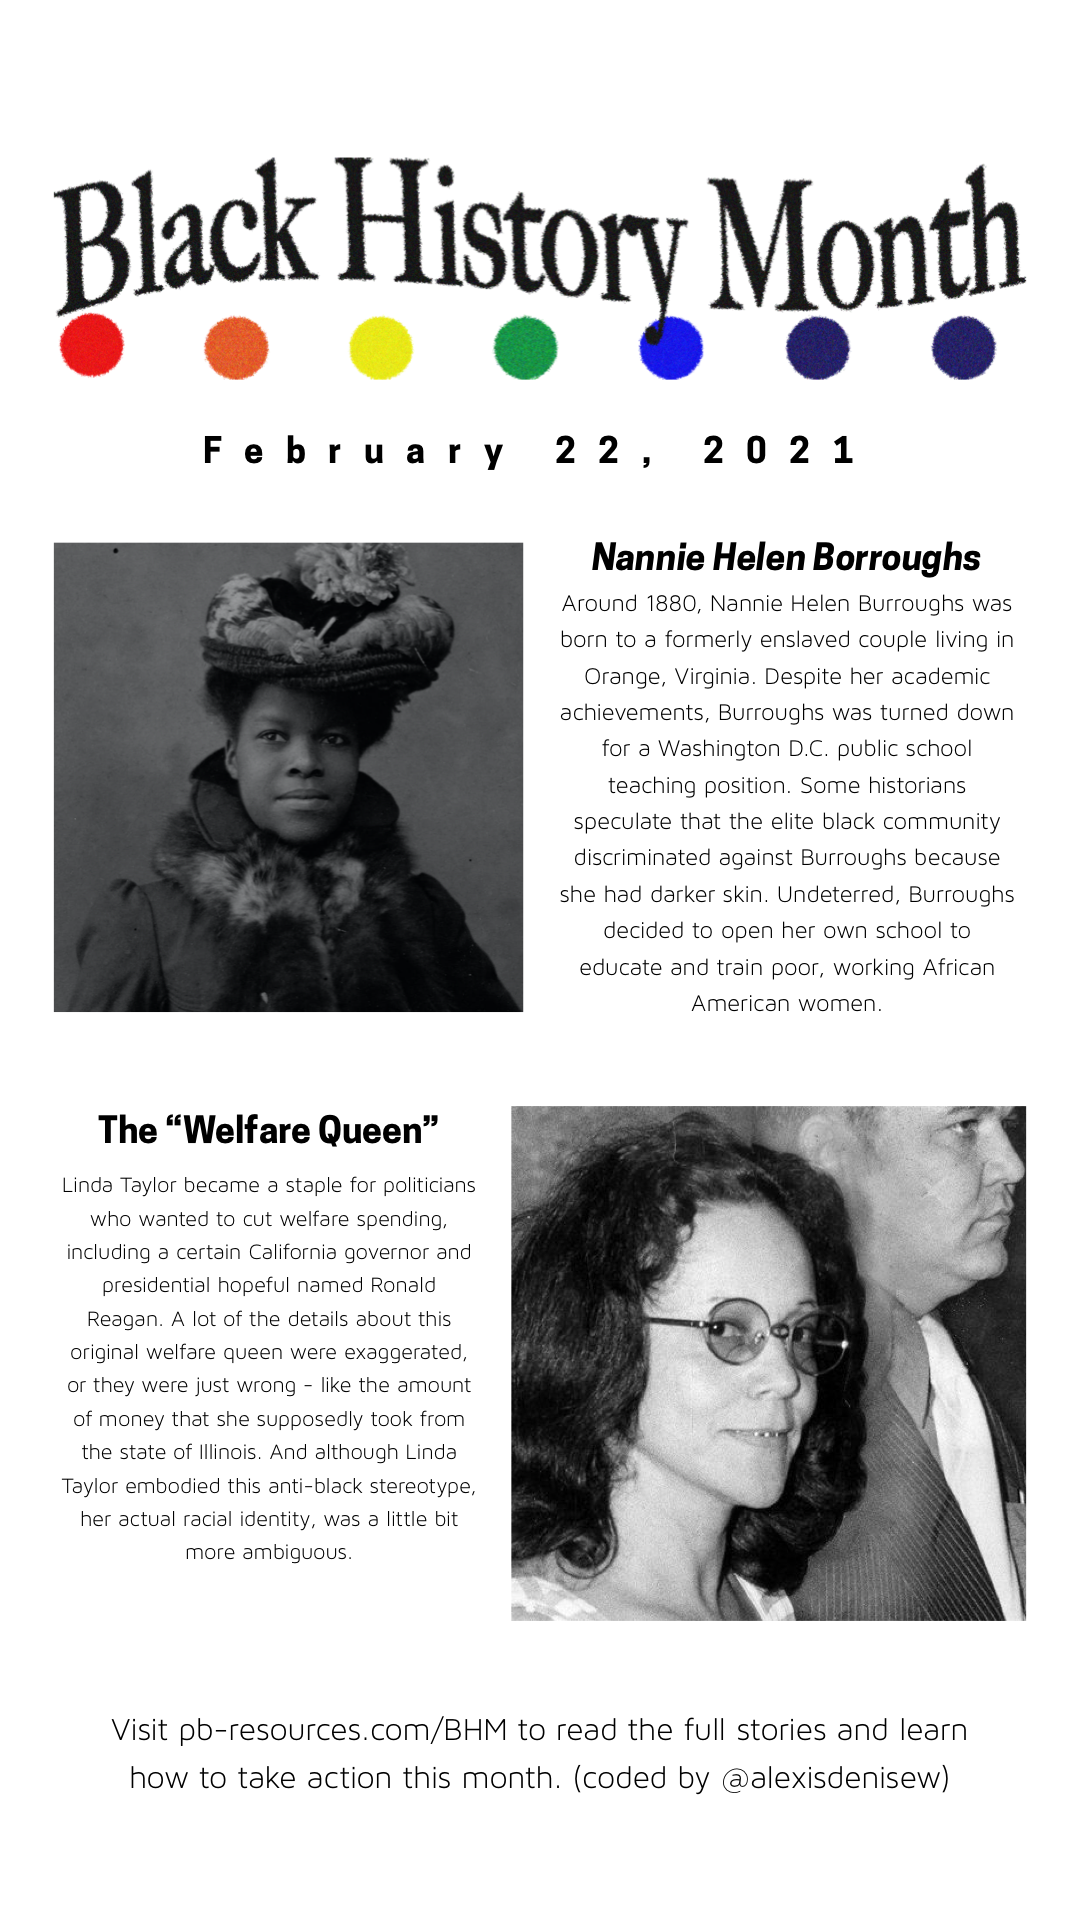 Black History Month
February 22, 2021
Nannie Helen Borroughs
Around 1880, Nannie Helen Burroughs was
born to a formerly enslaved couple living in
Orange, Virginia. Despite her academic
achievements, Burroughs was turned down
for a Washington D.C. public school
teaching position. Some historians
speculate that the elite black community
discriminated against Burroughs because
she had darker skin. Undeterred, Burroughs
decided to open her own school to
educate and train poor, working African
American women.
The “Welfare Queen”
Linda Taylor became a staple for politicians
who wanted to cut welfare spending,
including a certain California governor and
presidential hopeful named Ronald
Reagan. A lot of the details about this
original welfare queen were exaggerated,
or they were just wrong - like the amount
of money that she supposedly took from
the state of Illinois. And although Linda
Taylor embodied this anti-black stereotype,
her actual racial identity, was a little bit
more ambiguous.
Visit pb-resources.com/BHM to read the full stories and learn
how to take action this month. (coded by @alexisdenisew)